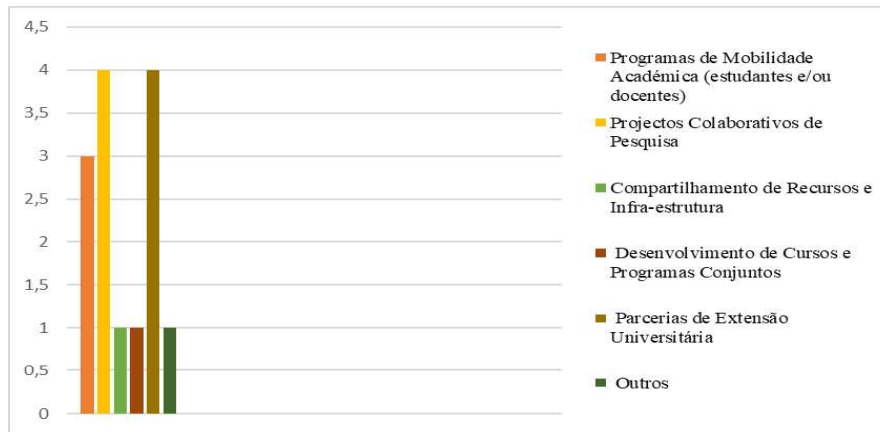 4,5
4
3,5
3
2,5
2
1,5
1
0,5
0
Programas de Mobilidade
Académica (estudantes e/ou
docentes)
Projectos Colaborativos de
Pesquisa
Compartilhamento de Recursos e
Infra-estrutura
Desenvolvimento de Cursos e
Programas Conjuntos
Parcerias de Extensão
Universitária
Outros